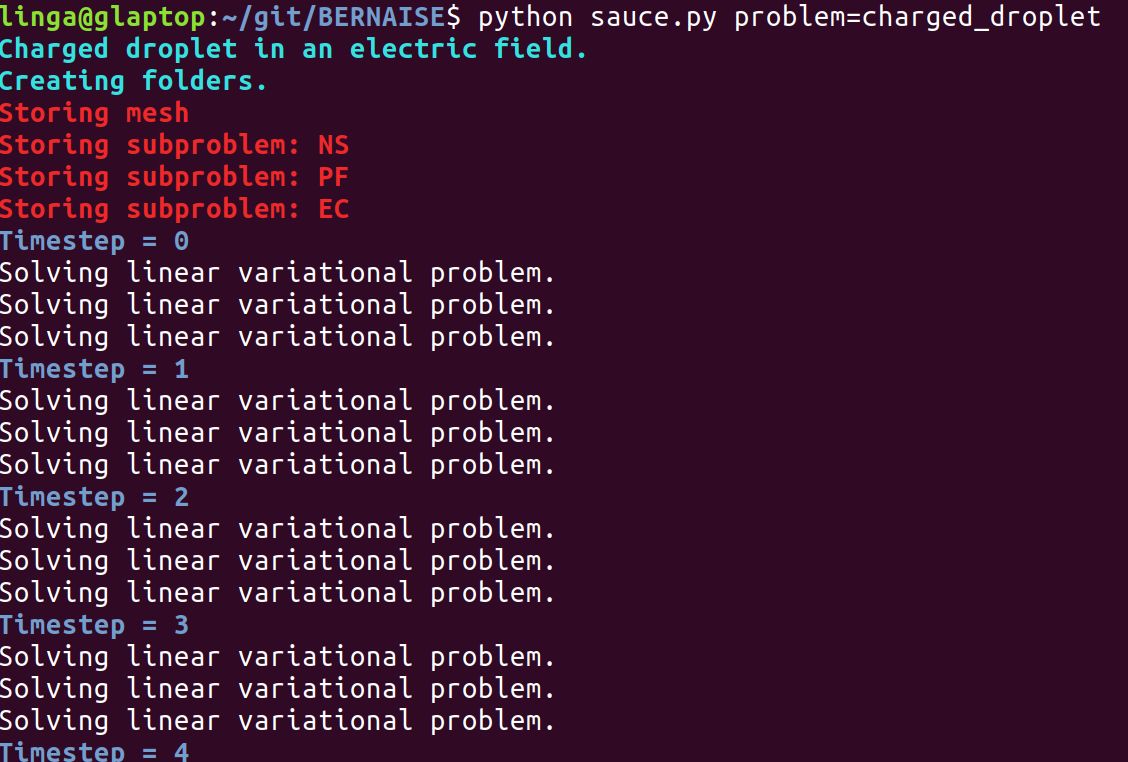 linga@glaptop:~/git/BERNAISE$ python sauce.py problem=charged_droplet
Charged droplet in an electric field.
Creating folders.
Storing mesh
Storing subproblem: NS
Storing subproblem: PF
Storing subproblem: EC
Timestep = 0
Solving linear variational problem.
Solving linear variational problem.
Solving linear variational problem.
Timestep = 1
Solving linear variational problem.
Solving linear variational problem.
Solving linear variational problem.
Timestep = 2
Solving linear variational problem.
Solving linear variational problem.
Solving linear variational problem.
Timestep = 3
Solving linear variational problem.
Solving linear variational problem.
Solving linear variational problem.
Timestep = 4